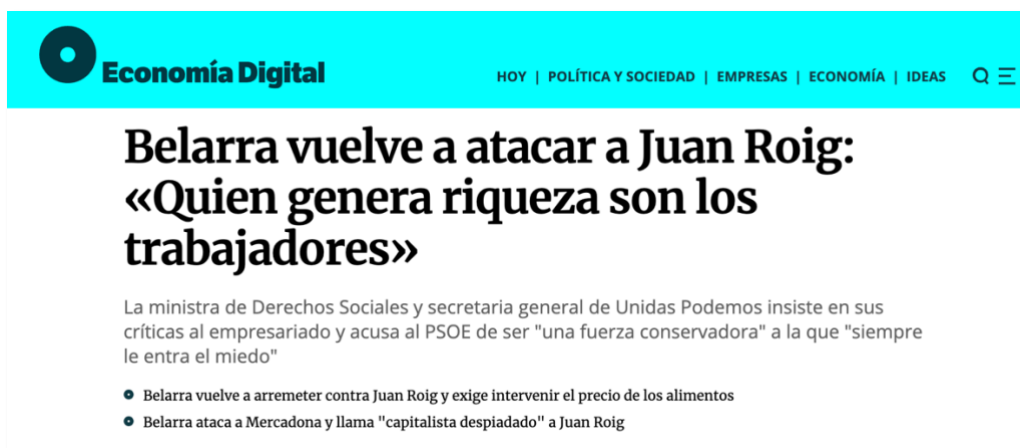 Economía Digital
HOY | POLÍTICA Y SOCIEDAD | EMPRESAS | ECONOMÍA | IDEAS
Belarra vuelve a atacar a Juan Roig:
«Quien genera riqueza son los
trabajadores»
La ministra de Derechos Sociales y secretaria general de Unidas Podemos insiste en sus
críticas al empresariado y acusa al PSOE de ser "una fuerza conservadora" a la que "siempre
le entra el miedo"
Belarra vuelve a arremeter contra Juan Roig y exige intervenir el precio de los alimentos
Belarra ataca a Mercadona y llama "capitalista despiadado" a Juan Roig